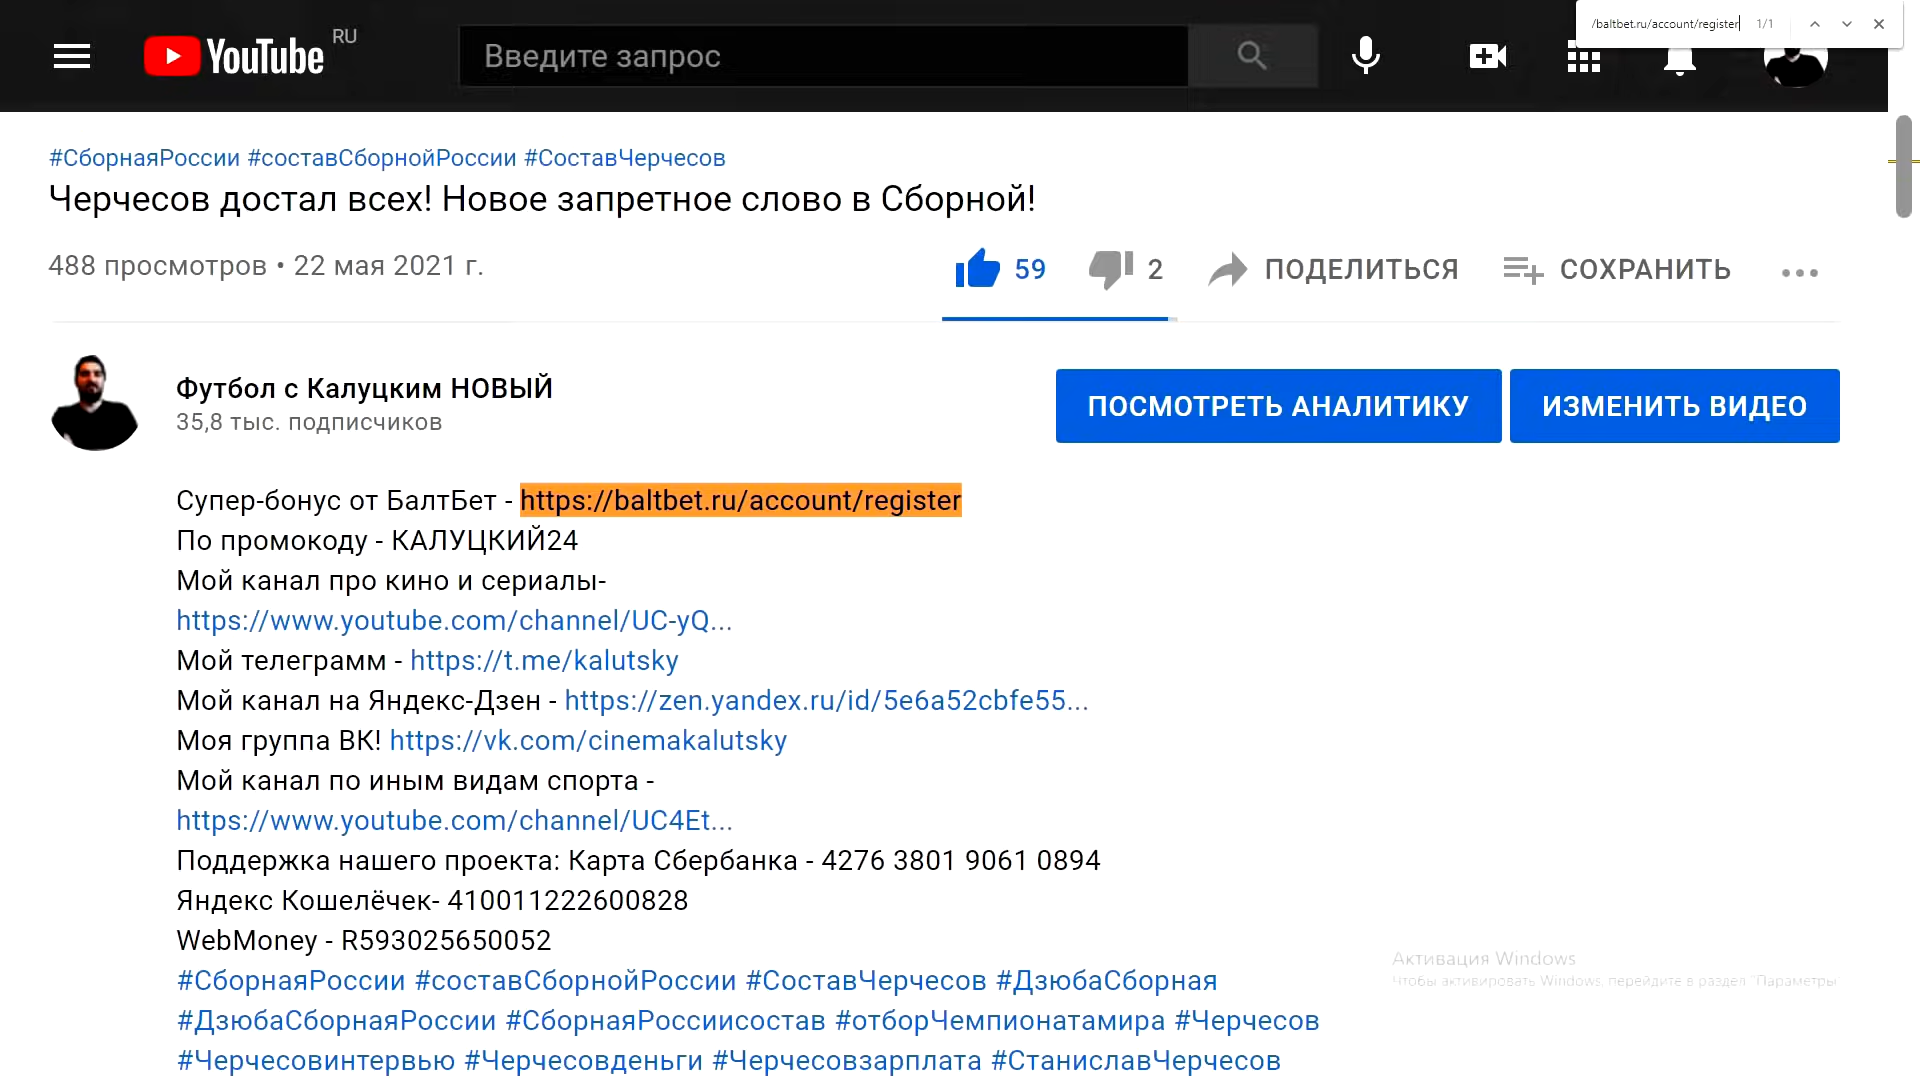 YouTube RU
Введите запрос
/baltbet.ru/account/register 1/1
#СборнаяРоссии #составСборнойРоссии #СоставЧерчесов
Черчесов достал всех! Новое запретное слово в Сборной!
488 просмотров • 22 мая 2021 г.
59 2 ПОДЕЛИТЬСЯ СОХРАНИТЬ
Футбол с Калуцким НОВЫЙ
35,8 тыс. подписчиков
ПОСМОТРЕТЬ АНАЛИТИКУ ИЗМЕНИТЬ ВИДЕО
Супер-бонус от БалтБет - https://baltbet.ru/account/register
По промокоду - КАЛУЦКИЙ24
Мой канал про кино и сериалы-
https://www.youtube.com/channel/UC-yQ...
Мой телеграмм - https://t.me/kalutsky
Мой канал на Яндекс-Дзен - https://zen.yandex.ru/id/5e6a52cbfe55...
Моя группа ВК! https://vk.com/cinemakalutsky
Мой канал по иным видам спорта -
https://www.youtube.com/channel/UC4Et...
Поддержка нашего проекта: Карта Сбербанка - 4276 3801 9061 0894
Яндекс Кошелёчек- 410011222600828
WebMoney - R593025650052
Активация Windows
Чтобы активировать Windows, перейдите в раздел "Параметры
#СборнаяРоссии #составСборнойРоссии #СоставЧерчесов #ДзюбаСборная
#ДзюбаСборнаяРоссии #СборнаяРоссиисостав #отборЧемпионатамира #Черчесов
#Черчесовинтервью #Черчесовденьги #Черчесовзарплата #СтаниславЧерчесов